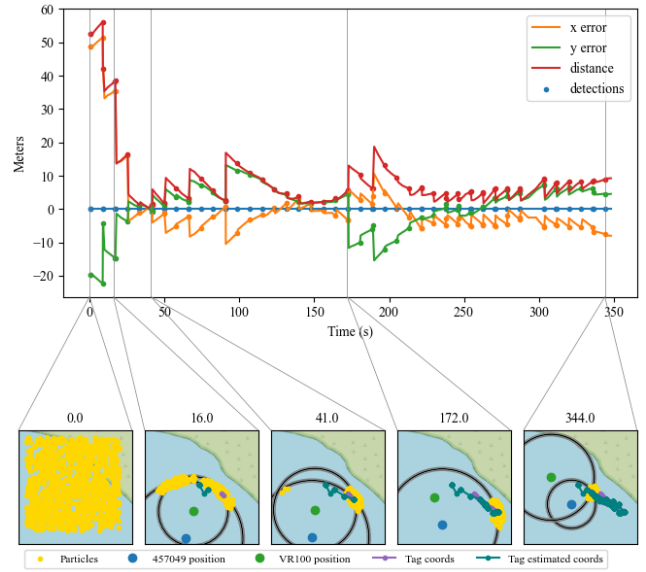 60
50
40
30
20
10
0
−10
−20
Meters
x error
y error
distance
detections
0 50 100 150 200 250 300 350
Time (s)
0.0 16.0 41.0 172.0 344.0
Particles 457049 position VR100 position Tag coords Tag estimated coords